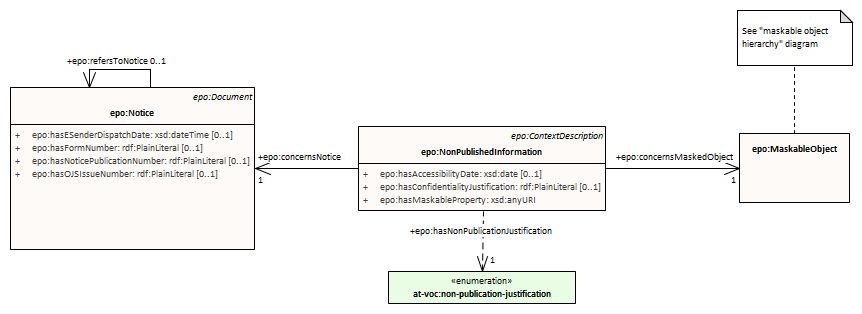 See "maskable object
hierarchy" diagram
+epo:refersToNotice 0..1
epo:Document
epo:Notice
+ epo:hasESenderDispatchDate: xsd:dateTime [0..1]
+ epo:hasFormNumber: rdf:PlainLiteral [0..1]
+ epo:hasNoticePublicationNumber: rdf:PlainLiteral [0..1]
+ epo:hasOJSIssueNumber: rdf:PlainLiteral [0..1]
+epo:concernsNotice
1
epo:ContextDescription
epo:NonPublishedInformation
+ epo:hasAccessibilityDate: xsd:date [0..1]
+ epo:hasConfidentialityJustification: rdf:PlainLiteral [0..1]
+ epo:hasMaskableProperty: xsd:anyURI
+epo:concernsMaskedObject
1
epo:MaskableObject
+epo:hasNonPublicationJustification
1
«enumeration»
at-voc:non-publication-justification